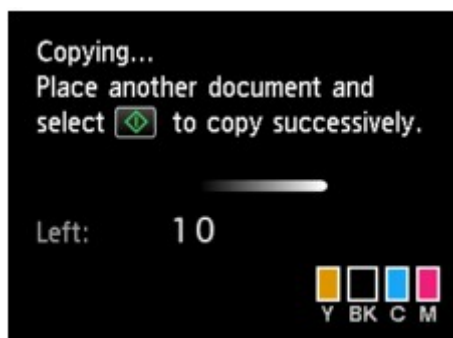 Copying...
Place another document and
select to copy successively.
Left: 10
Y BK C M